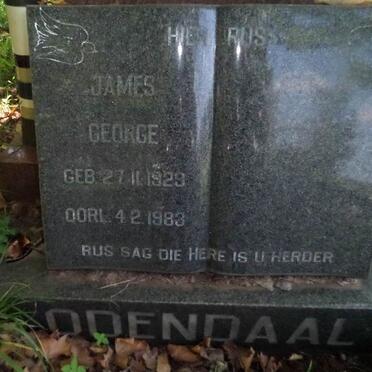 HIER RUS
JAMES
GEORGE
GEB. 27.11.1929
OORL. 4.2.1983
RUS SAG DIE HERE IS U HERDER
ODENDAAL